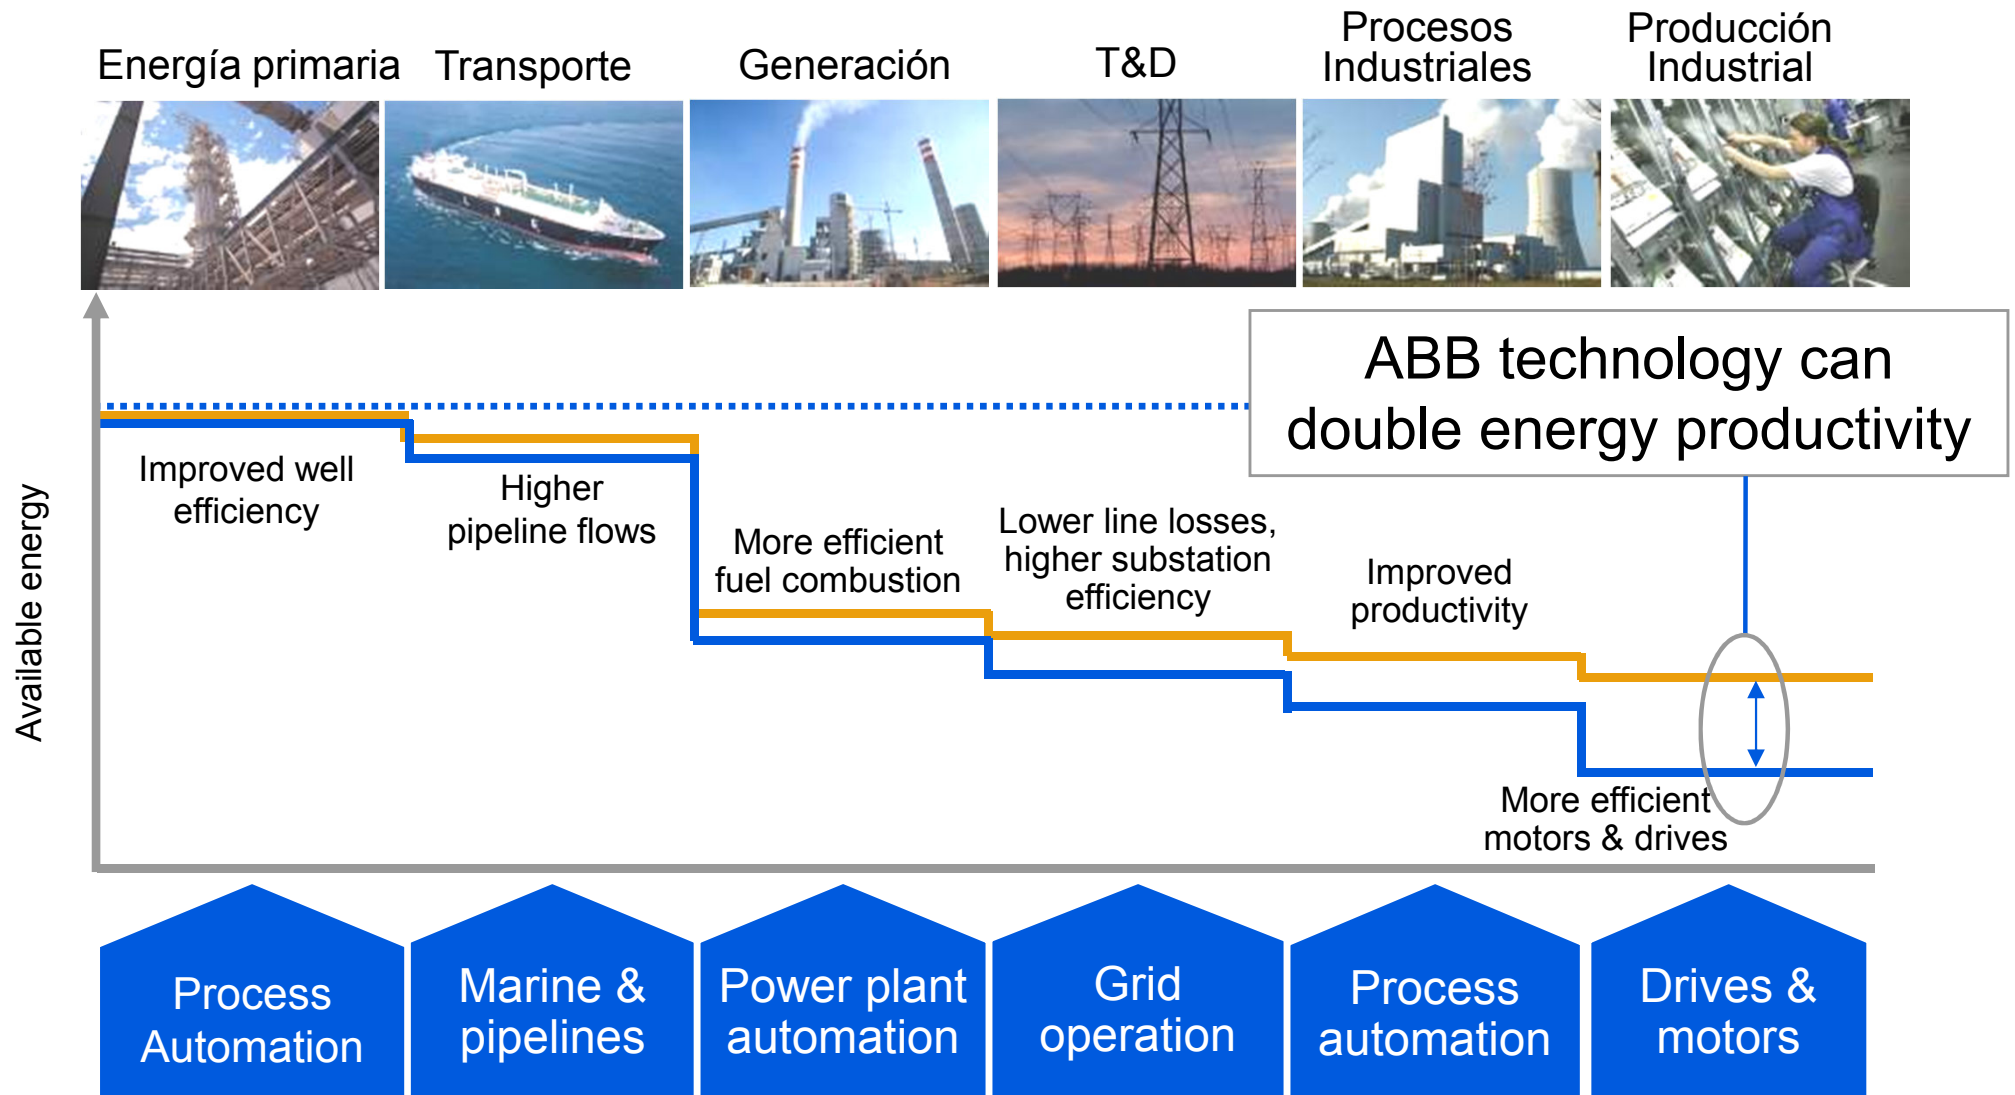 Energía primaria
Transporte
Generación
T&D
Procesos
Industriales
Producción
Industrial
ABB technology can
double energy productivity
Available energy
Improved well
efficiency
Higher
pipeline flows
More efficient
fuel combustion
Lower line losses,
higher substation
efficiency
Improved
productivity
More efficient
motors & drives
Process
Automation
Marine &
pipelines
Power plant
automation
Grid
operation
Process
automation
Drives &
motors